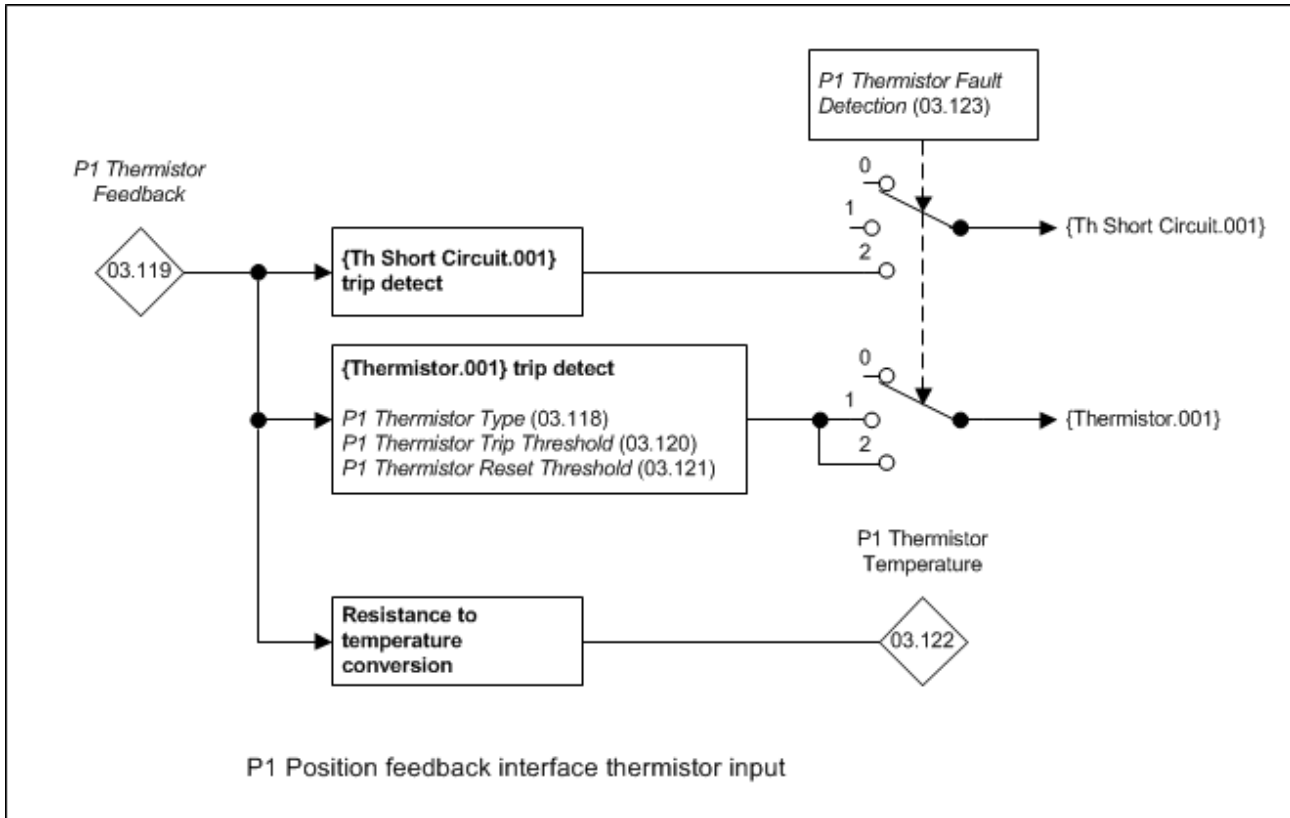 P1 Thermistor Fault
Detection (03.123)
P1 Thermistor
Feedback
03.119
{Th Short Circuit.001}
trip detect
0
1
2
{Th Short Circuit.001}
{Thermistor.001} trip detect
P1 Thermistor Type (03.118)
P1 Thermistor Trip Threshold (03.120)
P1 Thermistor Reset Threshold (03.121)
0
1
2
{Thermistor.001}
P1 Thermistor
Temperature
Resistance to
temperature
conversion
03.122
P1 Position feedback interface thermistor input